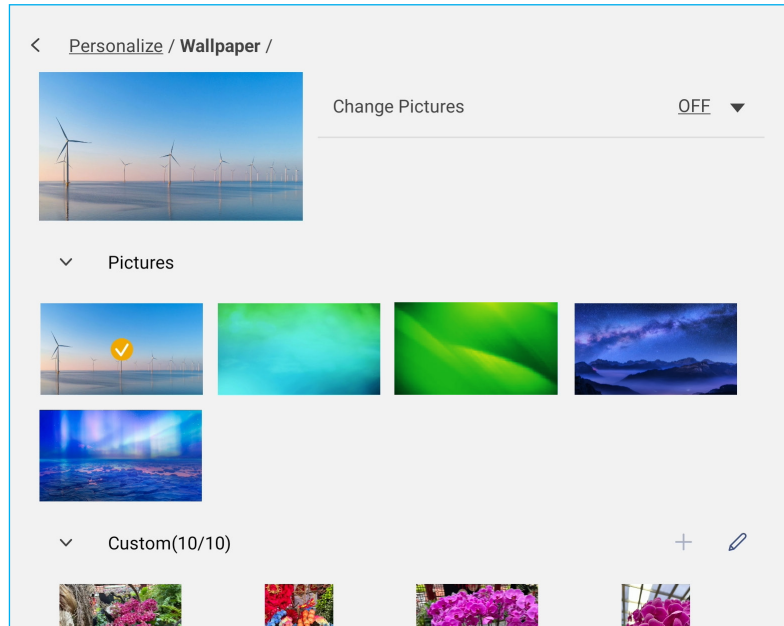 Personalize / Wallpaper /
Change Pictures OFF
Pictures
Custom(10/10)